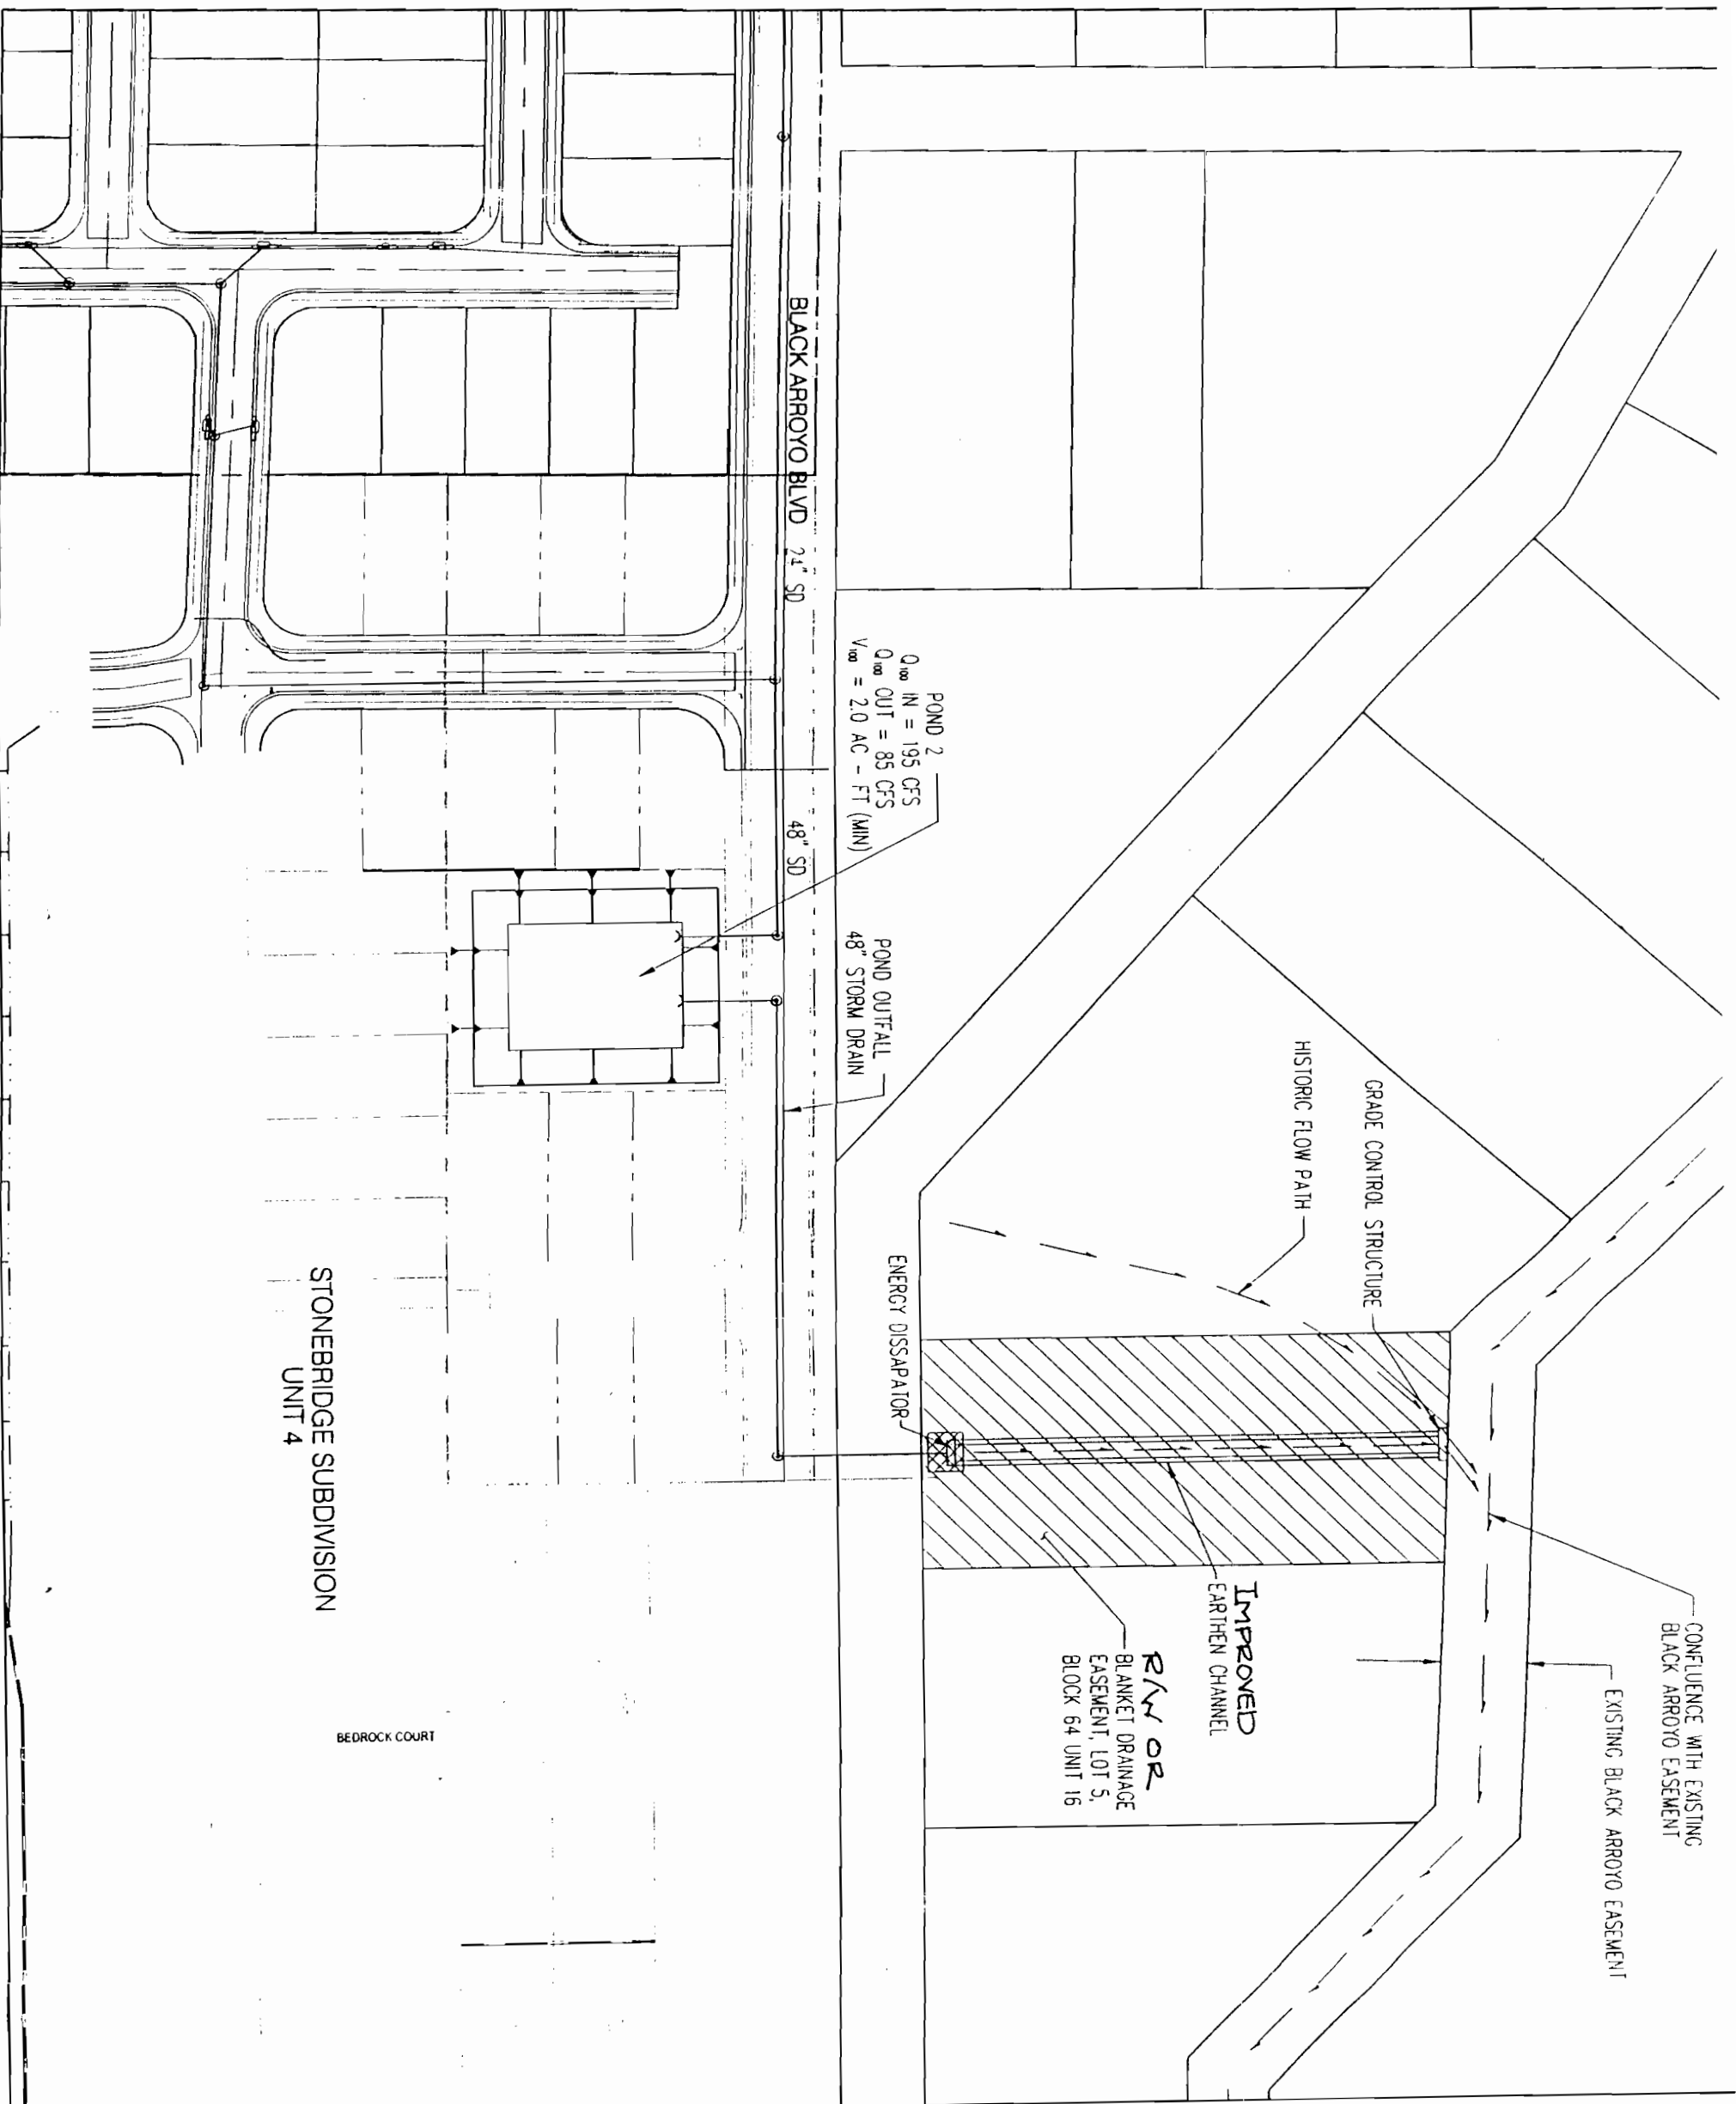 CONFLUENCE WITH EXISTING
BLACK ARROYO EASEMENT
EXISTING BLACK ARROYO EASEMENT
GRADE CONTROL STRUCTURE
HISTORIC FLOW PATH
IMPROVED
EARTHEN CHANNEL
R/W OR
BLANKET DRAINAGE
EASEMENT, LOT 5,
BLOCK 64 UNIT 16
ENERGY DISSAPATOR
POND 2
Q100 IN = 195 CFS
Q100 OUT = 85 CFS
V100 = 2.0 AC - FT (MIN)
POND OUTFALL
48" STORM DRAIN
BLACK ARROYO BLVD
24" SD
48" SD
STONEBRIDGE SUBDIVISION
UNIT 4
BEDROCK COURT